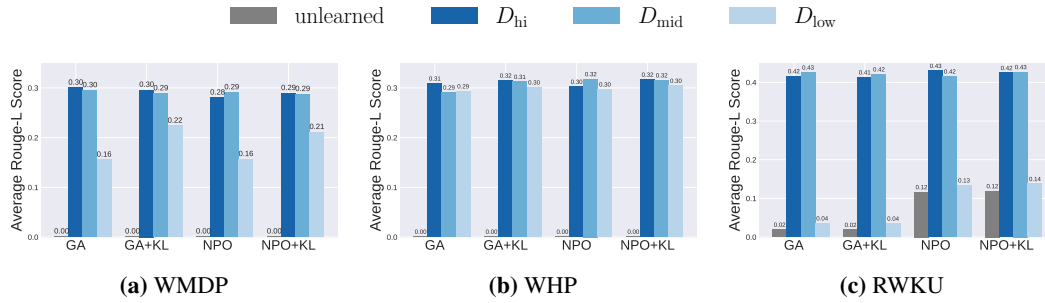 unlearned D_hi D_mid D_low
Average Rouge-L Score
0.3
0.2
0.1
0.0
0.00 0.30 0.30 0.16
0.00 0.30 0.29 0.22
0.00 0.28 0.29 0.16
0.00 0.29 0.29 0.21
GA GA+KL NPO NPO+KL
(a) WMDP
Average Rouge-L Score
0.3
0.2
0.1
0.0
0.00 0.31 0.29 0.29
0.00 0.32 0.31 0.30
0.00 0.30 0.32 0.30
0.00 0.32 0.32 0.30
GA GA+KL NPO NPO+KL
(b) WHP
Average Rouge-L Score
0.4
0.3
0.2
0.1
0.0
0.02 0.42 0.43 0.04
0.02 0.41 0.42 0.04
0.12 0.43 0.42 0.13
0.12 0.42 0.43 0.14
GA GA+KL NPO NPO+KL
(c) RWKU